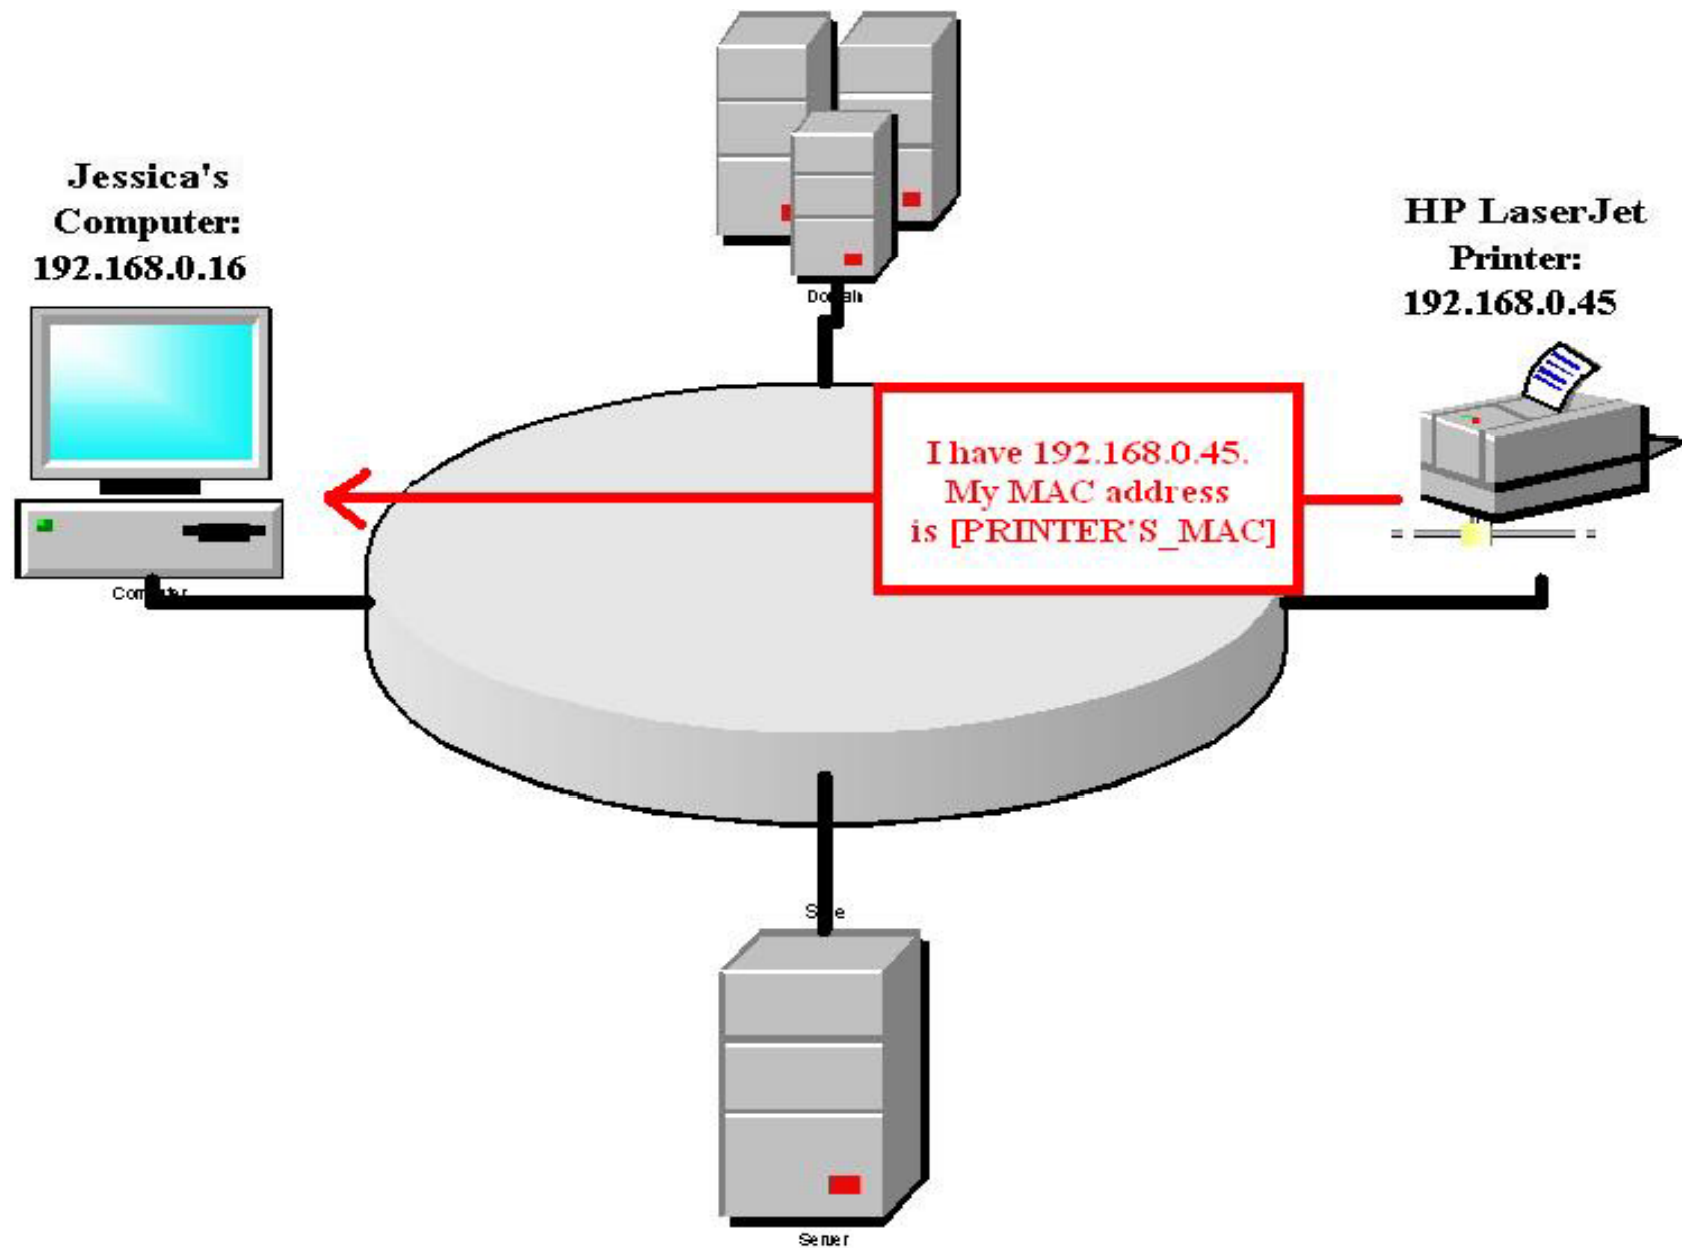 Jessica's
Computer:
192.168.0.16
HP LaserJet
Printer:
192.168.0.45
I have 192.168.0.45.
My MAC address
is [PRINTER'S_MAC]
Server